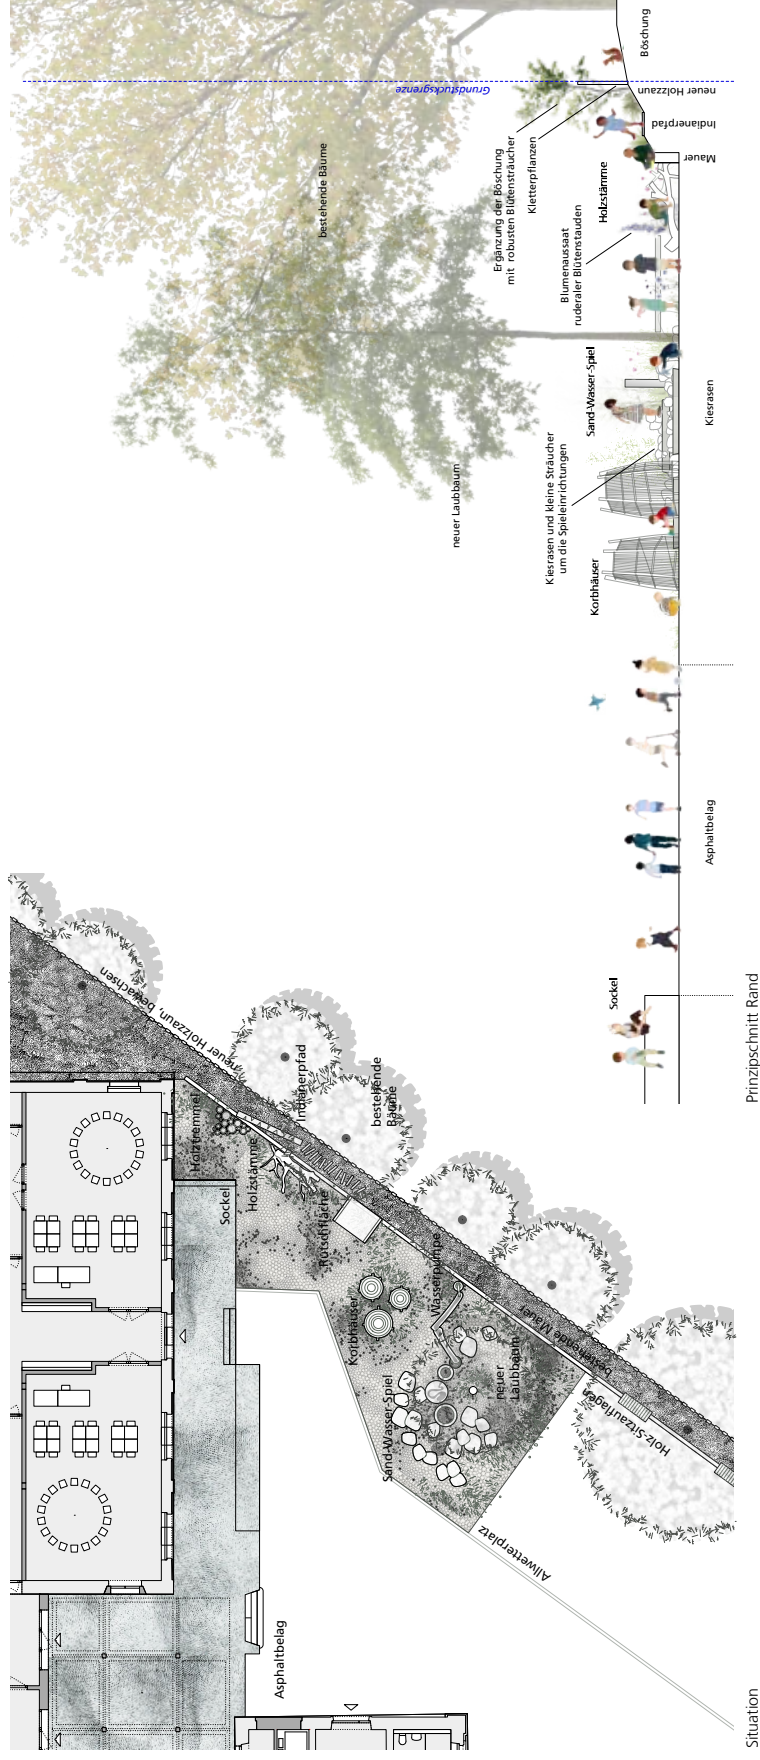 Situation
Asphaltbelag
Allwetterplatz
Holz-Sitzauflagen
bestehende Mauer
neuer
Laubbaum
Sand-Wasser-Spiel
Wasserpumpe
Korbhäuser
Rutschfläche
Sockel
Holzstämme
Holztremmel
Indianerpfad
bestehende
Bäume
neuer Holzzaun, bewachsen
Prinzipschnitt Rand
Sockel
Asphaltbelag
Korbhäuser
Kiesrasen und kleine Sträucher
um die Spieleinrichtungen
neuer Laubbaum
Sand-Wasser-Spiel
Kiesrasen
Blumenaussaat
ruderaler Blütenstauden
Holzstämme
Ergänzung der Böschung
mit robusten Blütensträucher
Kletterpflanzen
bestehende Bäume
Grundstücksgrenze
Mauer
Indianerpfad
neuer Holzzaun
Böschung